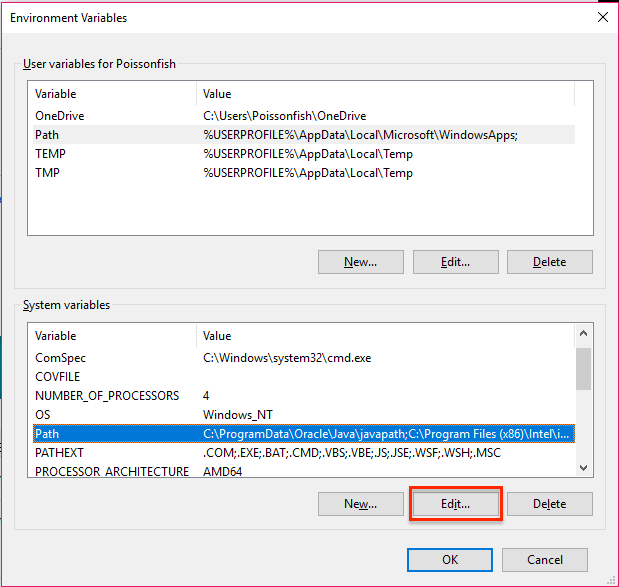 Environment Variables
User variables for Poissonfish
Variable Value
OneDrive C:\Users\Poissonfish\OneDrive
Path %USERPROFILE%\AppData\Local\Microsoft\WindowsApps;
TEMP %USERPROFILE%\AppData\Local\Temp
TMP %USERPROFILE%\AppData\Local\Temp
New... Edit... Delete
System variables
Variable Value
ComSpec C:\Windows\system32\cmd.exe
COVFILE
NUMBER_OF_PROCESSORS 4
OS Windows_NT
Path C:\ProgramData\Oracle\Java\javapath;C:\Program Files (x86)\Intel\i...
PATHEXT .COM;.EXE;.BAT;.CMD;.VBS;.VBE;.JS;.JSE;.WSF;.WSH;.MSC
PROCESSOR_ARCHITECTURE AMD64
New... Edit... Delete
OK Cancel